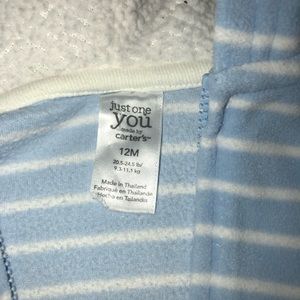 just one
you
made by
carter's™
12M
20.5-24.5 lb/
9.3-11.1 kg
Made in Thailand
Fabriqué en Thaïlande
Hecho en Tailandia